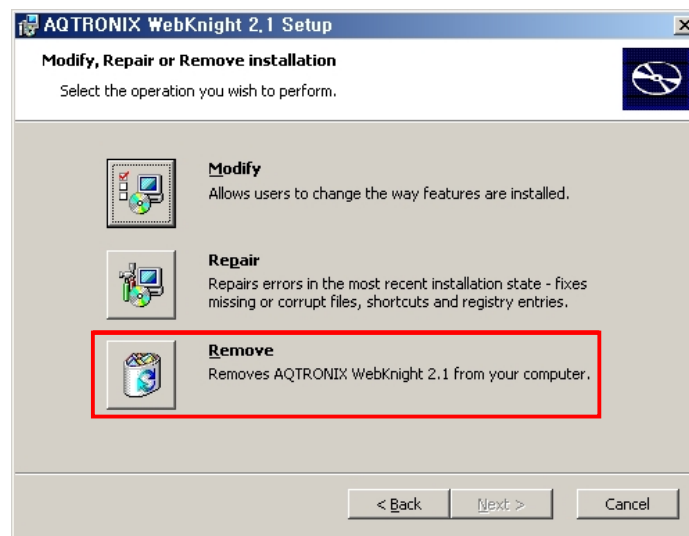 AQTRONIX WebKnight 2.1 Setup
Modify, Repair or Remove installation
Select the operation you wish to perform.
Modify
Allows users to change the way features are installed.
Repair
Repairs errors in the most recent installation state - fixes
missing or corrupt files, shortcuts and registry entries.
Remove
Removes AQTRONIX WebKnight 2.1 from your computer.
< Back
Next >
Cancel